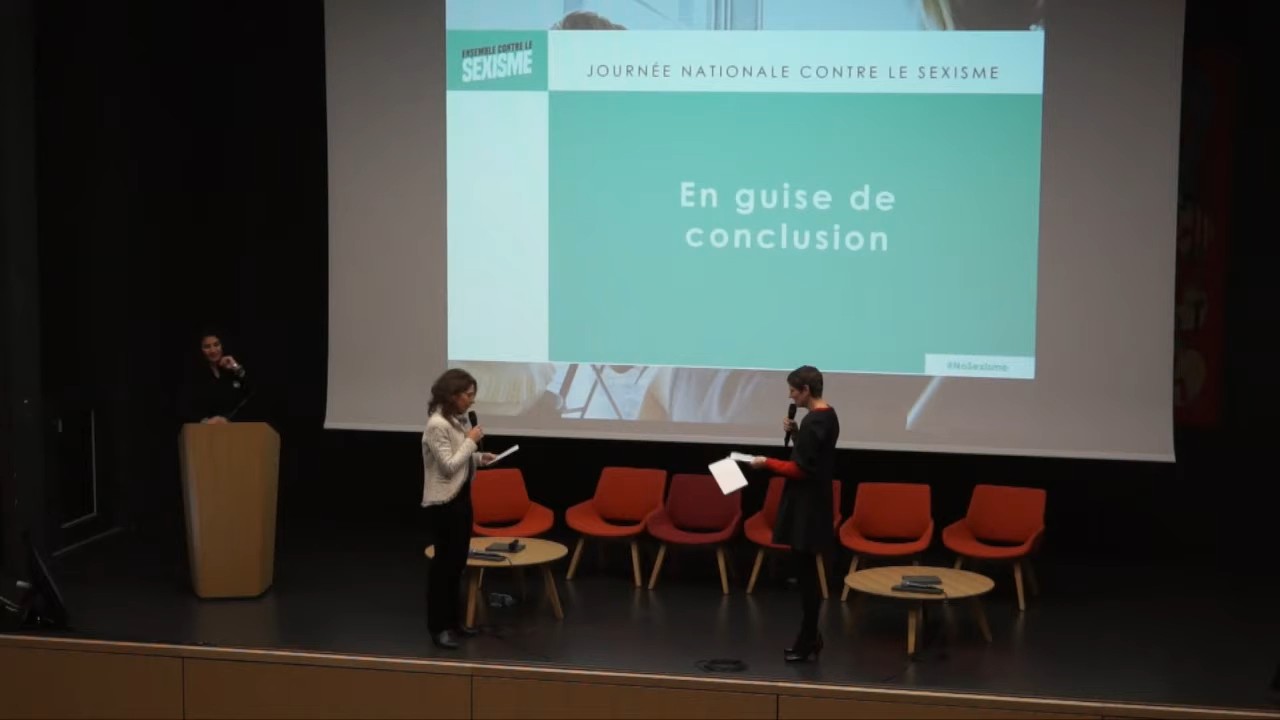 ENSEMBLE CONTRE LE
SEXISME
JOURNÉE NATIONALE CONTRE LE SEXISME
En guise de
conclusion
#NoSexisme